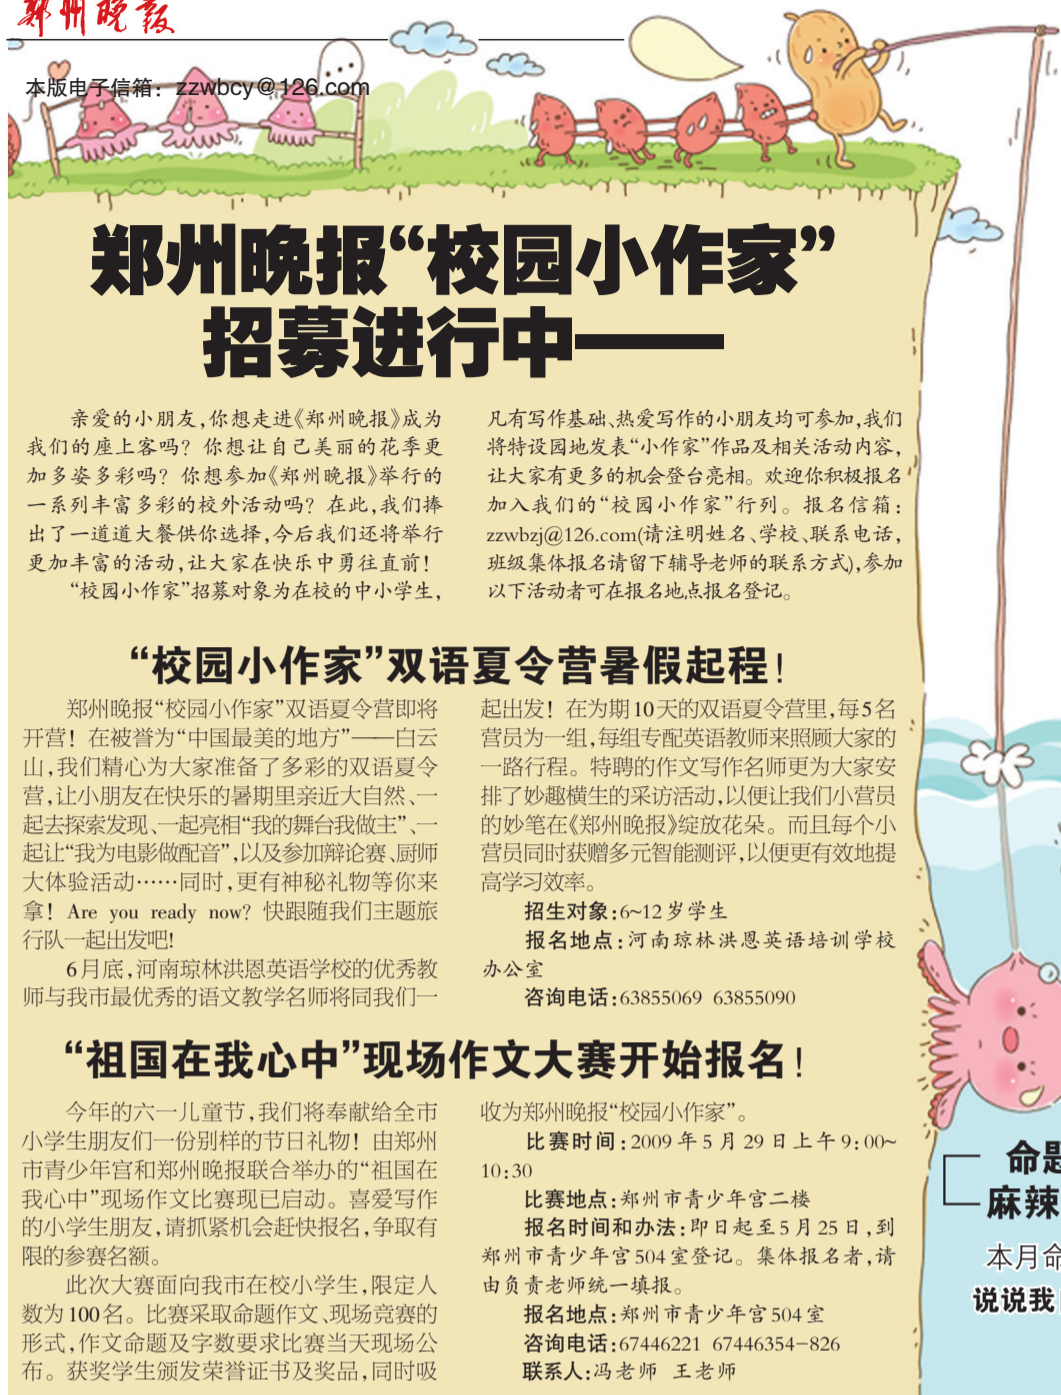 郑州晚报
本版电子信箱：zzwbcy@126.com
郑州晚报“校园小作家”
招募进行中——
亲爱的小朋友,你想走进《郑州晚报》成为
我们的座上客吗？你想让自己美丽的花季更
加多姿多彩吗？你想参加《郑州晚报》举行的
一系列丰富多彩的校外活动吗？在此,我们捧
出了一道道大餐供你选择,今后我们还将举行
更加丰富的活动,让大家在快乐中勇往直前！
“校园小作家”招募对象为在校的中小学生,
凡有写作基础、热爱写作的小朋友均可参加,我们
将特设园地发表“小作家”作品及相关活动内容,
让大家有更多的机会登台亮相。欢迎你积极报名
加入我们的“校园小作家”行列。报名信箱：
zzwbzj@126.com(请注明姓名、学校、联系电话,
班级集体报名请留下辅导老师的联系方式),参加
以下活动者可在报名地点报名登记。
“校园小作家”双语夏令营暑假起程！
郑州晚报“校园小作家”双语夏令营即将
开营！在被誉为“中国最美的地方”——白云
山,我们精心为大家准备了多彩的双语夏令
营,让小朋友在快乐的暑期里亲近大自然、一
起去探索发现、一起亮相“我的舞台我做主”、一
起让“我为电影做配音”,以及参加辩论赛、厨师
大体验活动……同时,更有神秘礼物等你来
拿！Are you ready now? 快跟随我们主题旅
行队一起出发吧!
6月底,河南琼林洪恩英语学校的优秀教
师与我市最优秀的语文教学名师将同我们一
起出发！在为期10天的双语夏令营里,每5名
营员为一组,每组专配英语教师来照顾大家的
一路行程。特聘的作文写作名师更为大家安
排了妙趣横生的采访活动,以便让我们小营员
的妙笔在《郑州晚报》绽放花朵。而且每个小
营员同时获赠多元智能测评,以便更有效地提
高学习效率。
招生对象:6~12岁学生
报名地点:河南琼林洪恩英语培训学校
办公室
咨询电话:63855069 63855090
“祖国在我心中”现场作文大赛开始报名！
今年的六一儿童节,我们将奉献给全市
小学生朋友们一份别样的节日礼物！由郑州
市青少年宫和郑州晚报联合举办的“祖国在
我心中”现场作文比赛现已启动。喜爱写作
的小学生朋友,请抓紧机会赶快报名,争取有
限的参赛名额。
此次大赛面向我市在校小学生,限定人
数为100名。比赛采取命题作文、现场竞赛的
形式,作文命题及字数要求比赛当天现场公
布。获奖学生颁发荣誉证书及奖品,同时吸
收为郑州晚报“校园小作家”。
比赛时间:2009年5月29日上午9:00~
10:30
比赛地点:郑州市青少年宫二楼
报名时间和办法:即日起至5月25日,到
郑州市青少年宫504室登记。集体报名者,请
由负责老师统一填报。
报名地点:郑州市青少年宫504室
咨询电话:67446221 67446354-826
联系人:冯老师 王老师
命题
麻辣
本月命
说说我